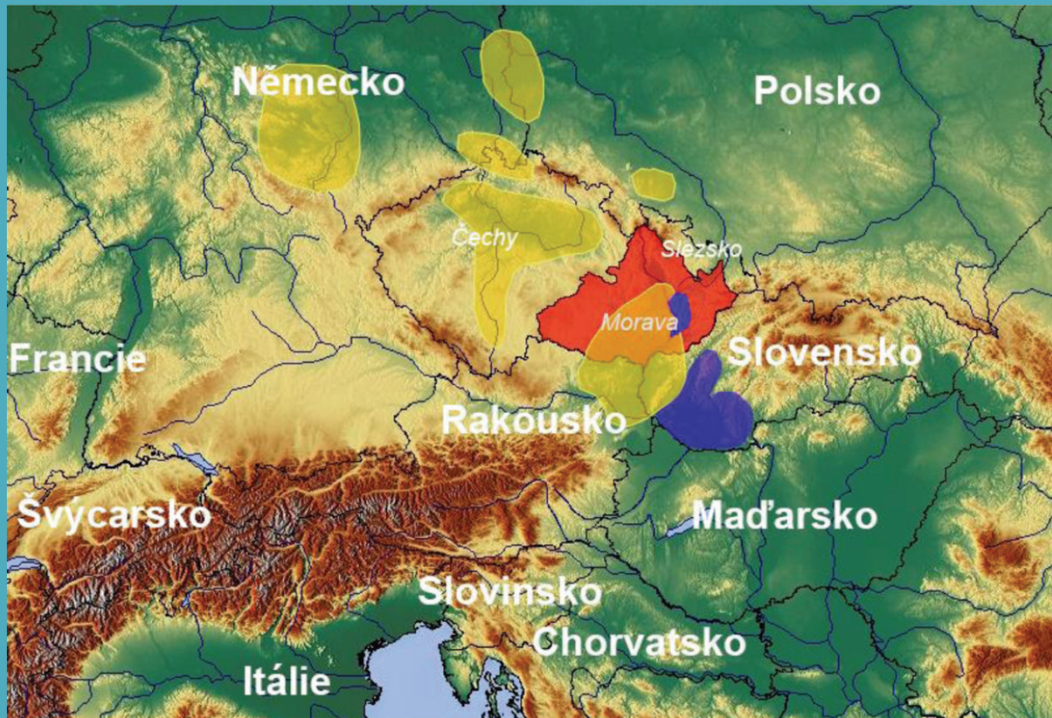 Německo
Polsko
Čechy
Slezsko
Morava
Francie
Slovensko
Rakousko
Švýcarsko
Maďarsko
Slovinsko
Chorvatsko
Itálie